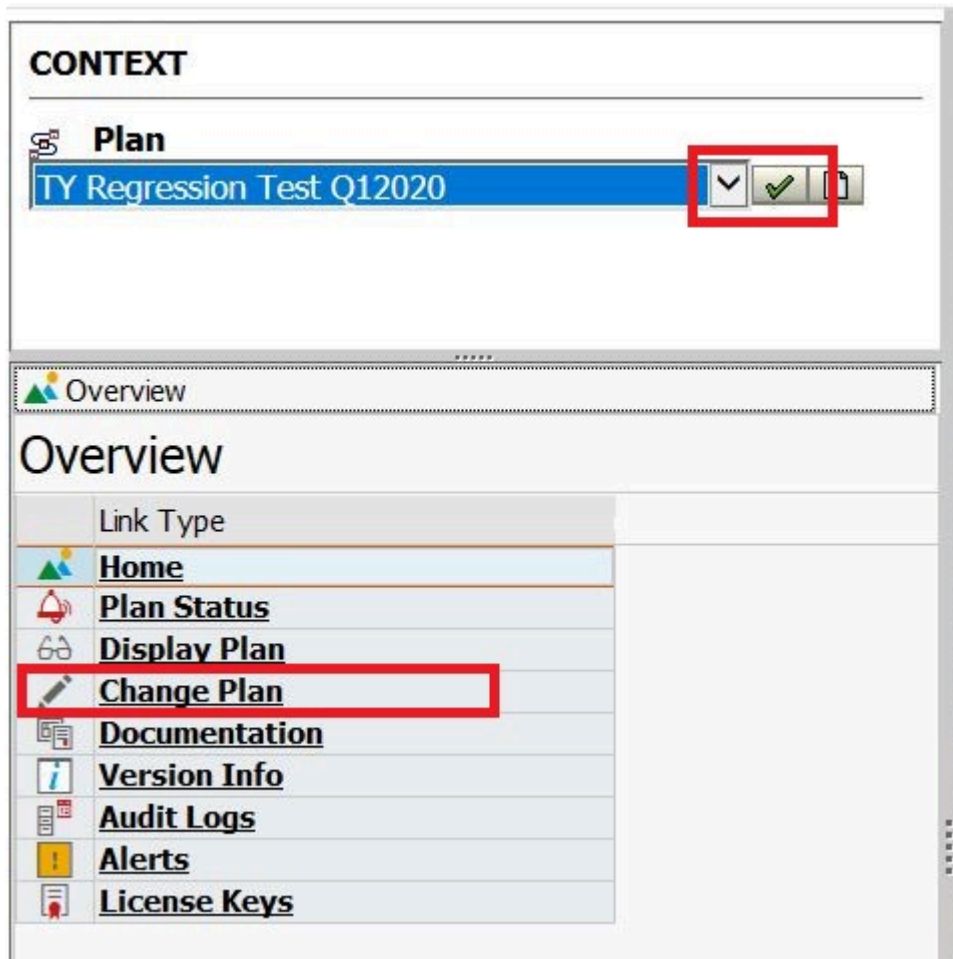 CONTEXT
Plan
TY Regression Test Q12020
Overview
Overview
Link Type
Home
Plan Status
Display Plan
Change Plan
Documentation
Version Info
Audit Logs
Alerts
License Keys